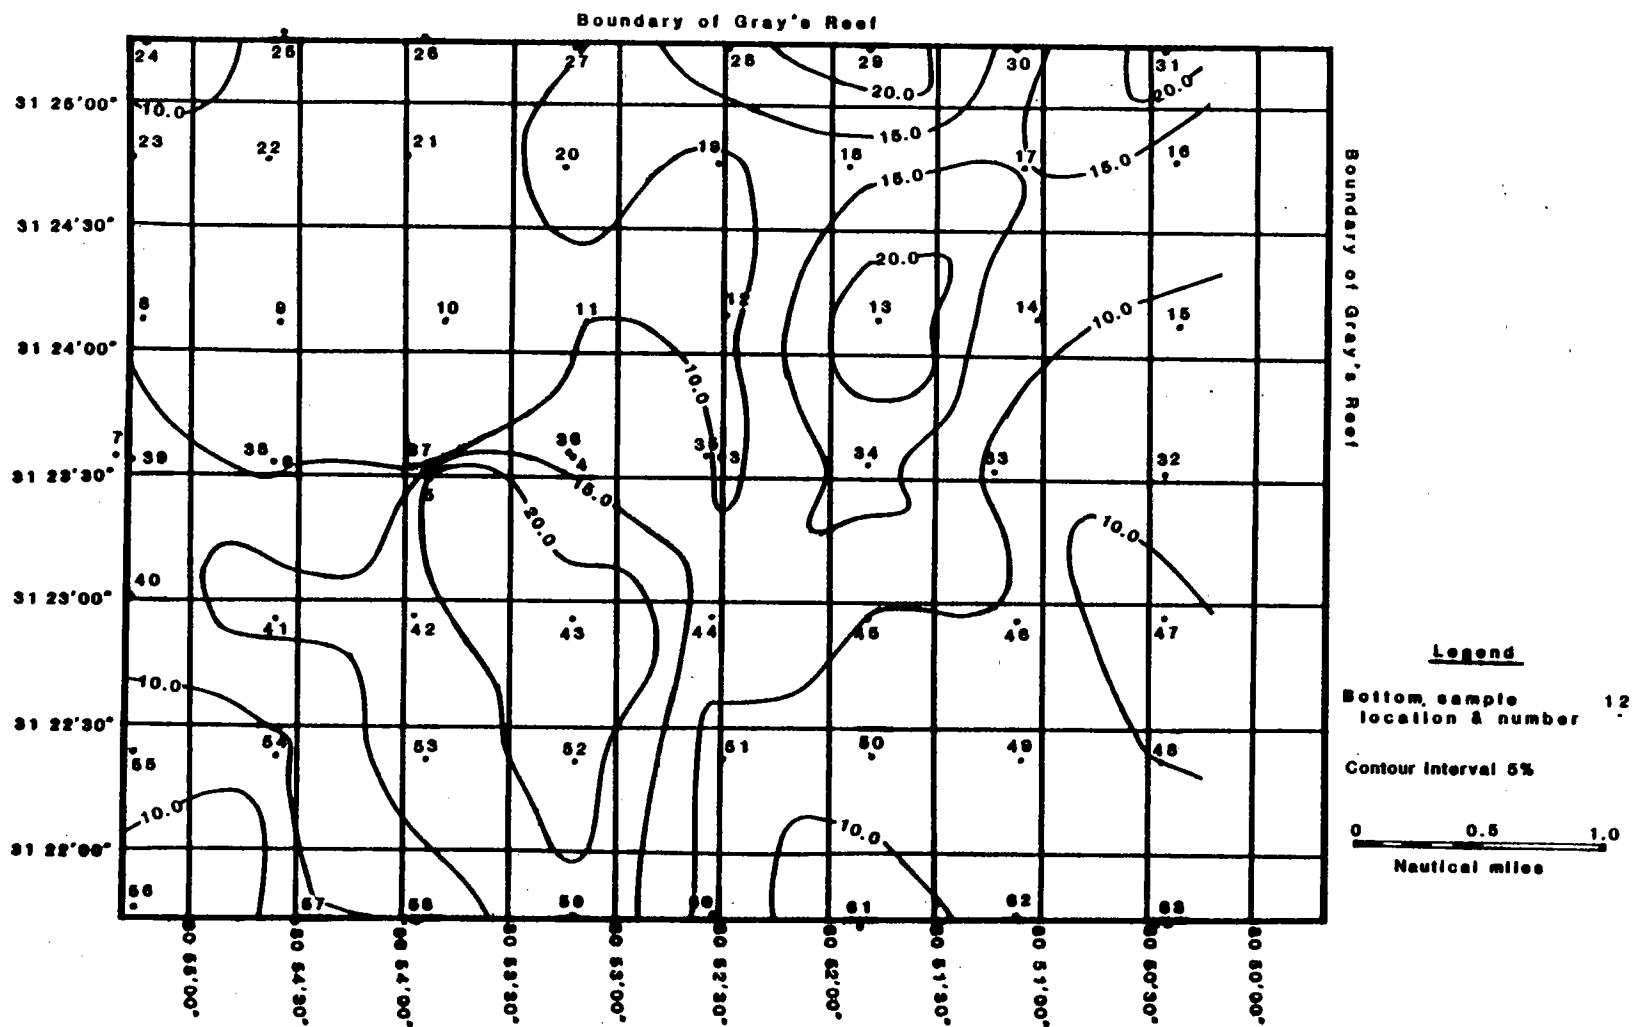 Boundary of Gray's Reef
24 25 26 27 28 29 30 31
20.0 20.0
31 25'00"
10.0
15.0
23 22 21 20 19 18 17 16
15.0 15.0
31 24'30"
20.0
8 9 10 11 12 13 14 15
10.0
31 24'00"
10.0
7 39 38 6 37 36 4 35 3 34 33 32
31 23'30"
5
15.0
20.0
10.0
40
31 23'00"
41 42 43 44 45 46 47
10.0
31 22'30"
54 53 52 51 50 49 48
55
10.0
10.0
31 22'00"
56 57 58 59 60 61 62 63
80 55'00"
80 54'30"
80 54'00"
80 53'30"
80 53'00"
80 52'30"
80 52'00"
80 51'30"
80 51'00"
80 50'30"
80 50'00"
Boundary of Gray's Reef
Legend
Bottom sample 12
location & number
Contour interval 5%
0 0.5 1.0
Nautical miles